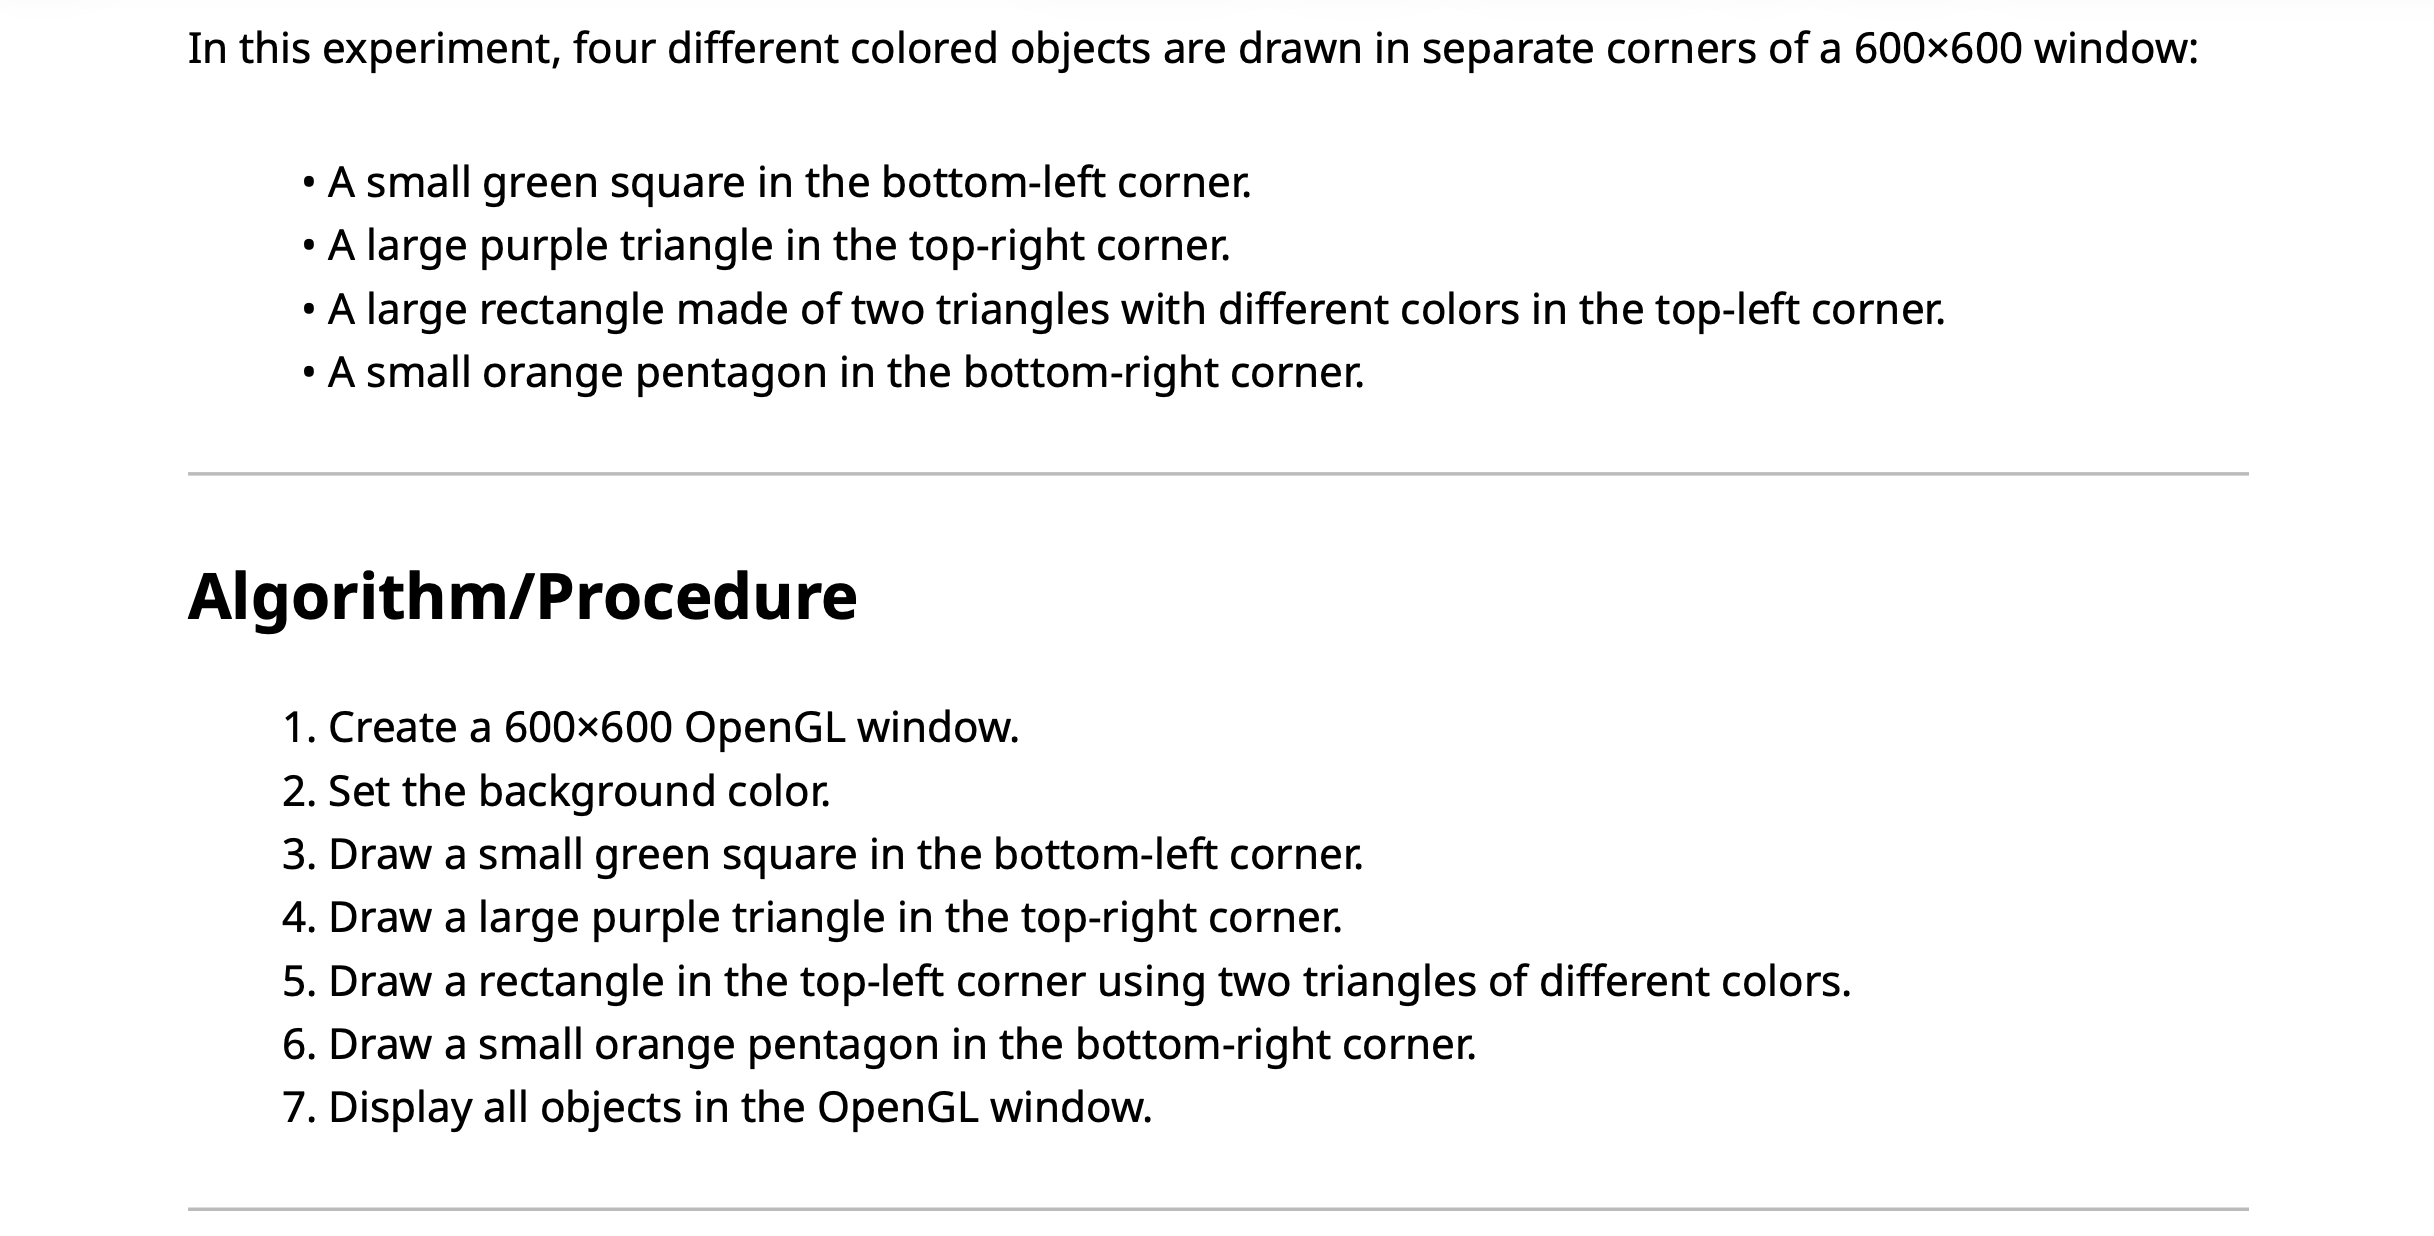 In this experiment, four different colored objects are drawn in separate corners of a 600×600 window:
• A small green square in the bottom-left corner.
• A large purple triangle in the top-right corner.
• A large rectangle made of two triangles with different colors in the top-left corner.
• A small orange pentagon in the bottom-right corner.
Algorithm/Procedure
1. Create a 600×600 OpenGL window.
2. Set the background color.
3. Draw a small green square in the bottom-left corner.
4. Draw a large purple triangle in the top-right corner.
5. Draw a rectangle in the top-left corner using two triangles of different colors.
6. Draw a small orange pentagon in the bottom-right corner.
7. Display all objects in the OpenGL window.